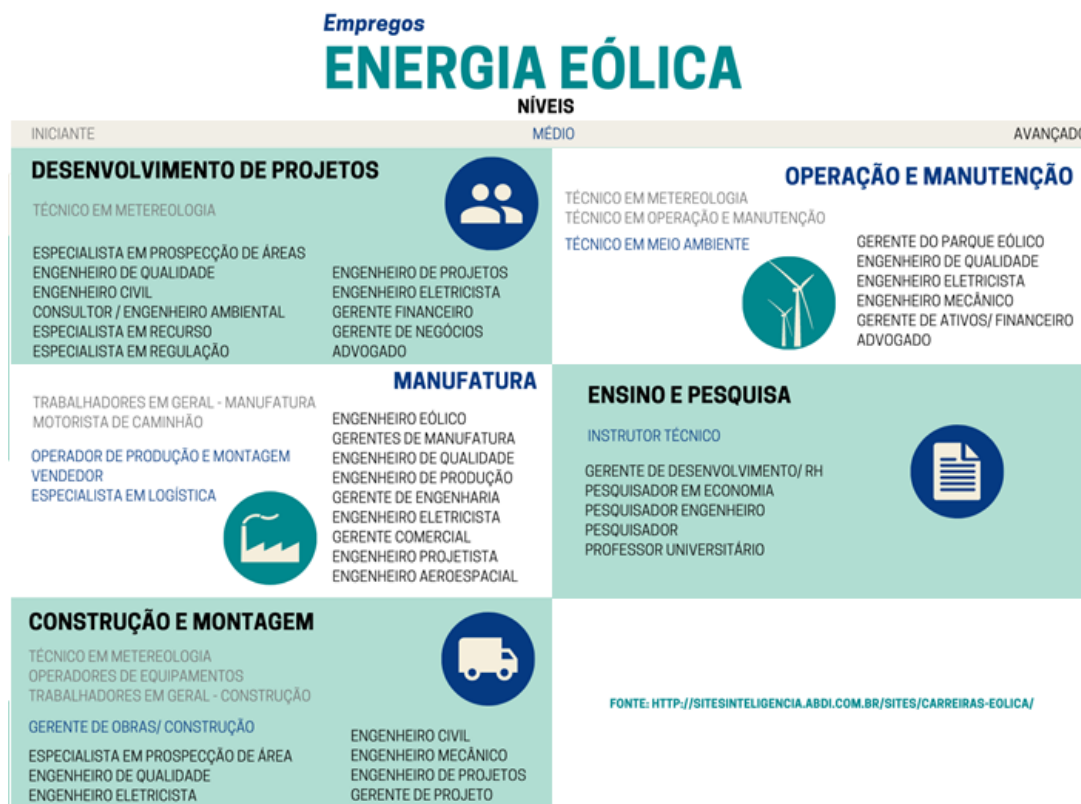 Empregos
ENERGIA EÓLICA
NÍVEIS
INICIANTE MÉDIO AVANÇADO
DESENVOLVIMENTO DE PROJETOS
TÉCNICO EM METEREOLOGIA
ESPECIALISTA EM PROSPECÇÃO DE ÁREAS
ENGENHEIRO DE QUALIDADE
ENGENHEIRO CIVIL
CONSULTOR / ENGENHEIRO AMBIENTAL
ESPECIALISTA EM RECURSO
ESPECIALISTA EM REGULAÇÃO
ENGENHEIRO DE PROJETOS
ENGENHEIRO ELETRICISTA
GERENTE FINANCEIRO
GERENTE DE NEGÓCIOS
ADVOGADO
OPERAÇÃO E MANUTENÇÃO
TÉCNICO EM METEREOLOGIA
TÉCNICO EM OPERAÇÃO E MANUTENÇÃO
TÉCNICO EM MEIO AMBIENTE
GERENTE DO PARQUE EÓLICO
ENGENHEIRO DE QUALIDADE
ENGENHEIRO ELETRICISTA
ENGENHEIRO MECÂNICO
GERENTE DE ATIVOS/ FINANCEIRO
ADVOGADO
MANUFATURA
TRABALHADORES EM GERAL - MANUFATURA
MOTORISTA DE CAMINHÃO
OPERADOR DE PRODUÇÃO E MONTAGEM
VENDEDOR
ESPECIALISTA EM LOGÍSTICA
ENGENHEIRO EÓLICO
GERENTES DE MANUFATURA
ENGENHEIRO DE QUALIDADE
ENGENHEIRO DE PRODUÇÃO
GERENTE DE ENGENHARIA
ENGENHEIRO ELETRICISTA
GERENTE COMERCIAL
ENGENHEIRO PROJETISTA
ENGENHEIRO AEROESPACIAL
ENSINO E PESQUISA
INSTRUTOR TÉCNICO
GERENTE DE DESENVOLVIMENTO/ RH
PESQUISADOR EM ECONOMIA
PESQUISADOR ENGENHEIRO
PESQUISADOR
PROFESSOR UNIVERSITÁRIO
CONSTRUÇÃO E MONTAGEM
TÉCNICO EM METEREOLOGIA
OPERADORES DE EQUIPAMENTOS
TRABALHADORES EM GERAL - CONSTRUÇÃO
GERENTE DE OBRAS/ CONSTRUÇÃO
ESPECIALISTA EM PROSPECÇÃO DE ÁREA
ENGENHEIRO DE QUALIDADE
ENGENHEIRO ELETRICISTA
ENGENHEIRO CIVIL
ENGENHEIRO MECÂNICO
ENGENHEIRO DE PROJETOS
GERENTE DE PROJETO
FONTE: HTTP://SITESINTELIGENCIA.ABDI.COM.BR/SITES/CARREIRAS-EOLICA/